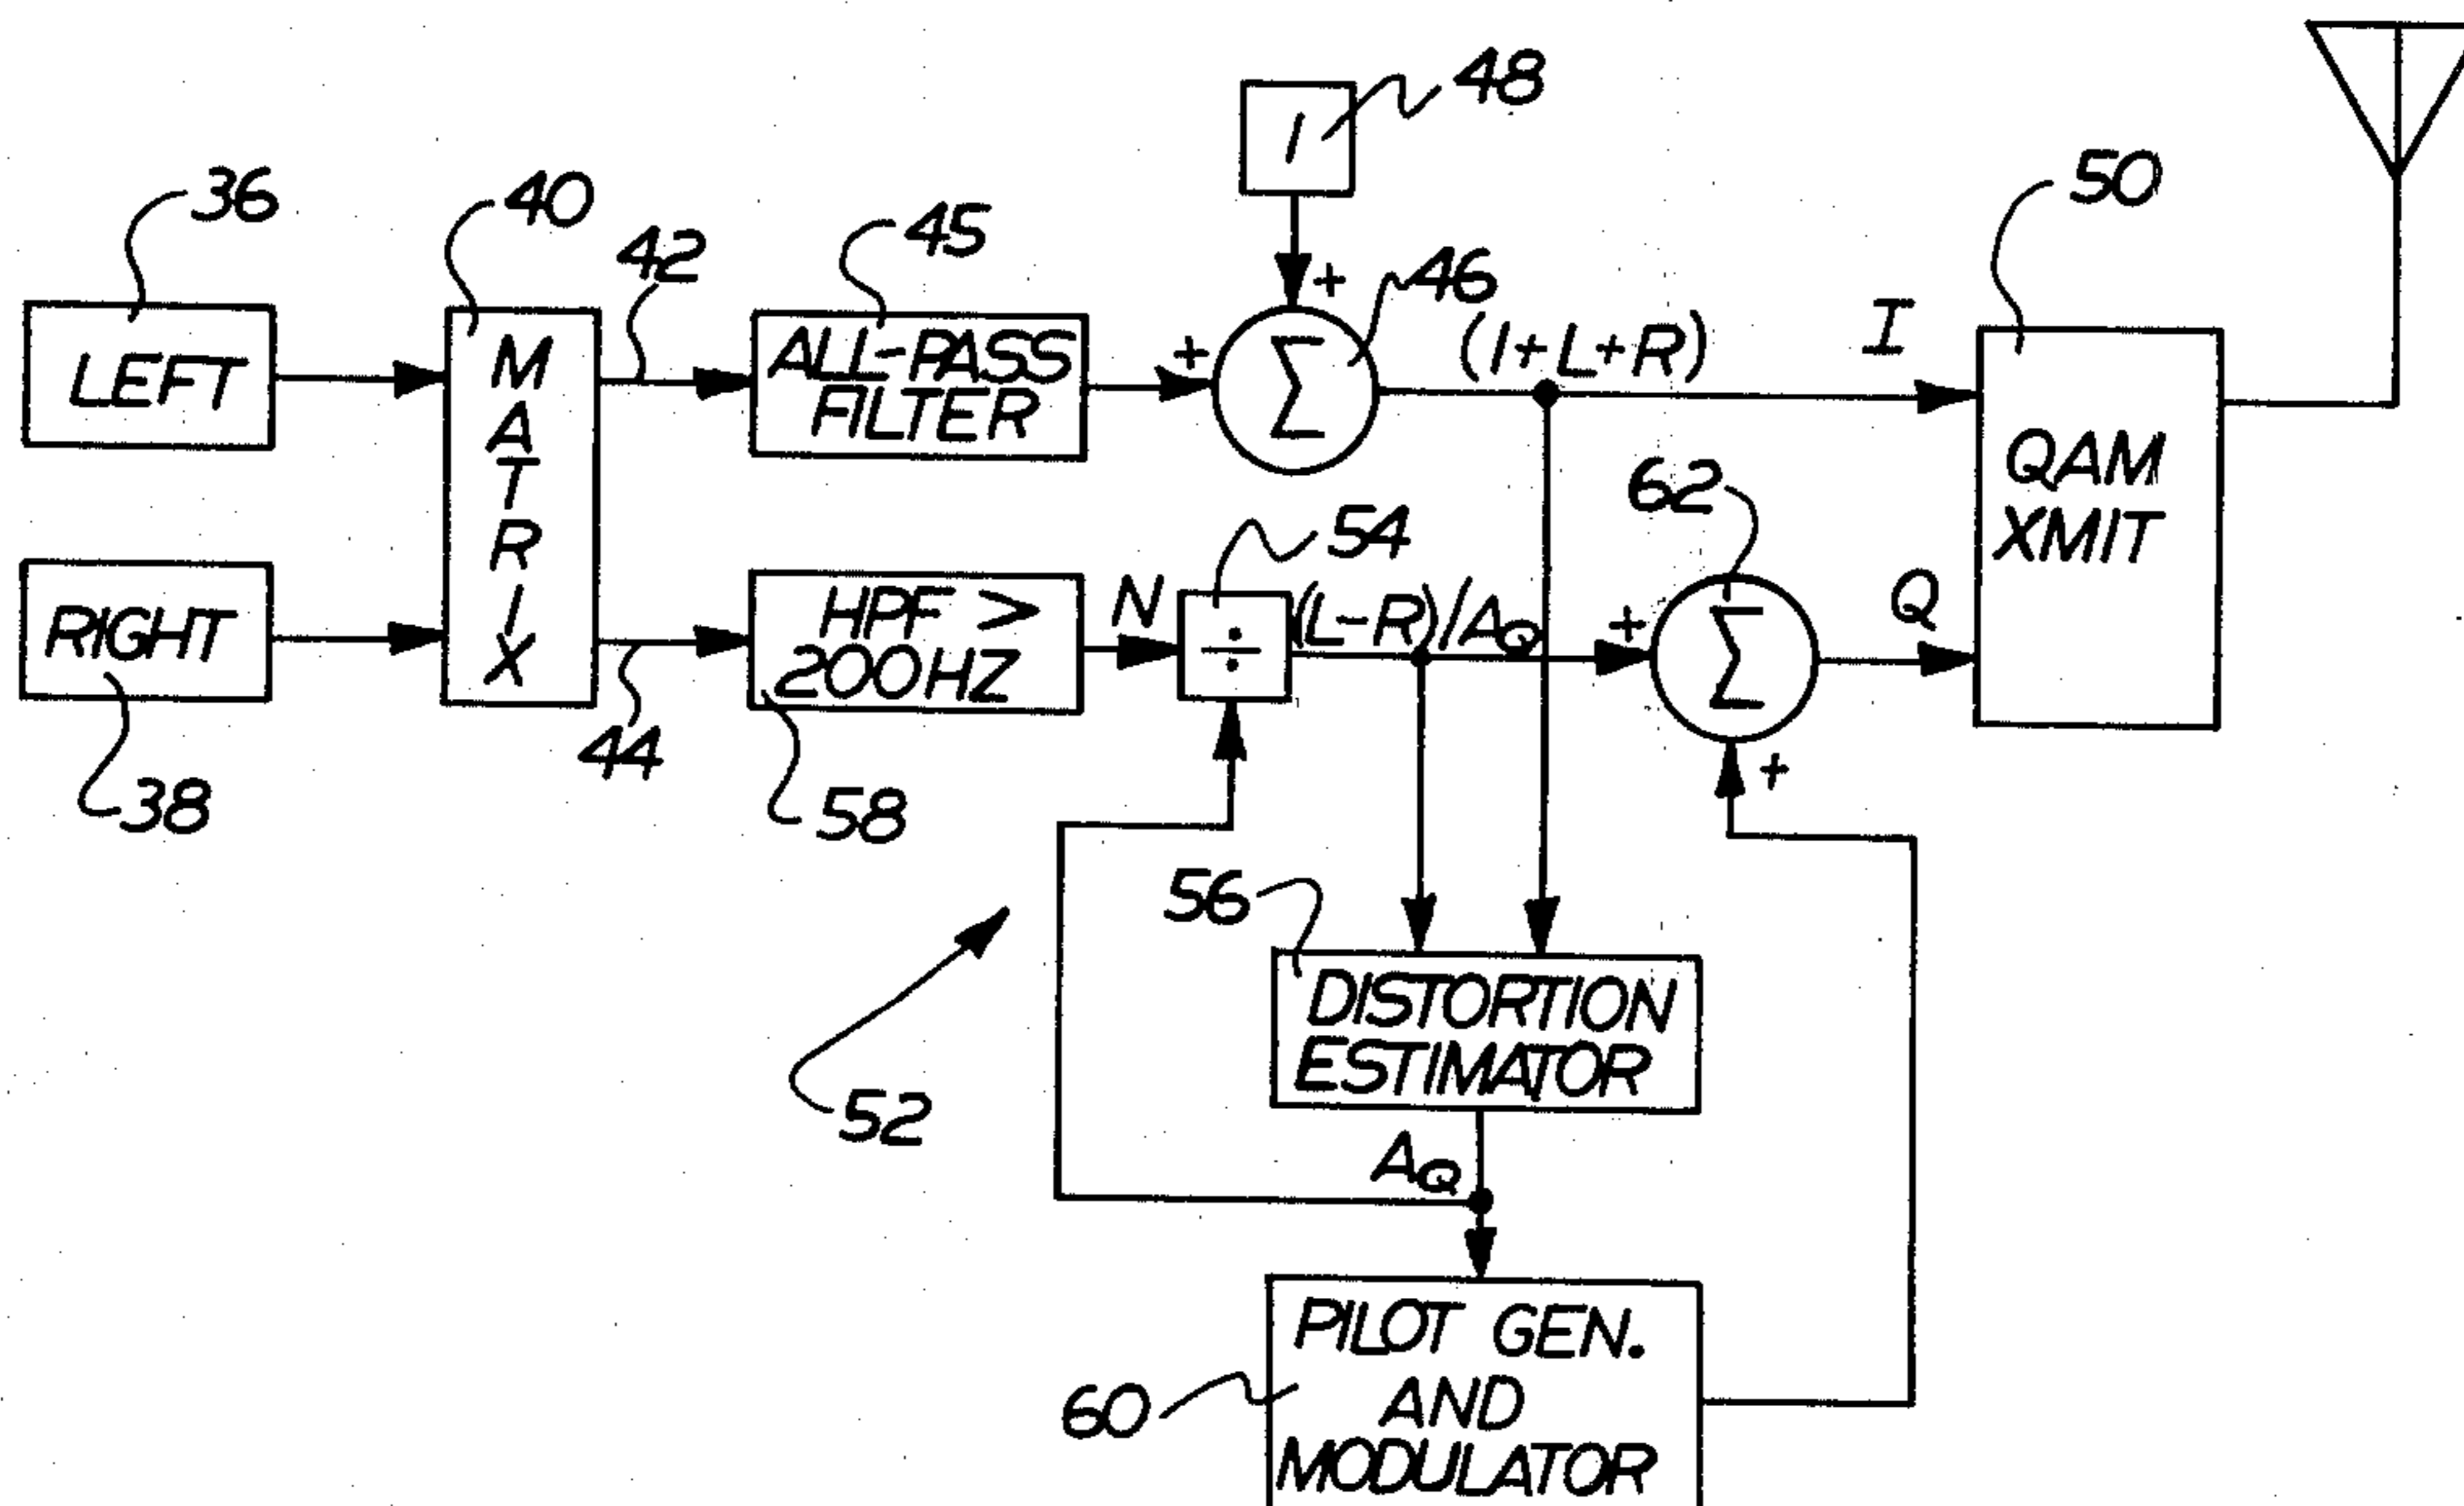 48
1
36
40
42
45
46
50
+
LEFT
MATRIX
ALL-PASS
FILTER
+
Σ
(1+L+R)
I
QAM
XMIT
62
54
RIGHT
HPF >
200HZ
N
÷
(L-R)/AQ
+
Σ
Q
44
+
38
58
56
DISTORTION
ESTIMATOR
52
AQ
PILOT GEN.
AND
MODULATOR
60